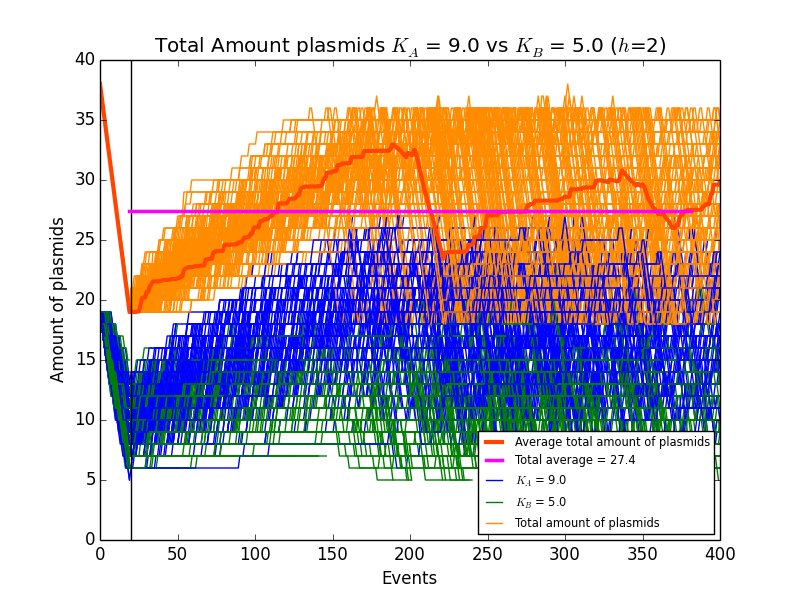 Total Amount plasmids K_A = 9.0 vs K_B = 5.0 (h=2)
40
35
30
25
20
15
10
5
0
Amount of plasmids
0 50 100 150 200 250 300 350 400
Events
Average total amount of plasmids
Total average = 27.4
K_A = 9.0
K_B = 5.0
Total amount of plasmids